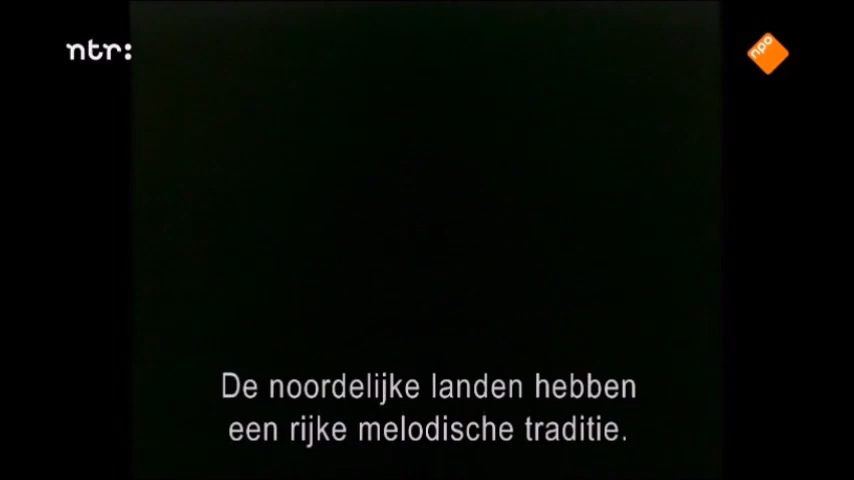 ntr:
npo
De noordelijke landen hebben
een rijke melodische traditie.